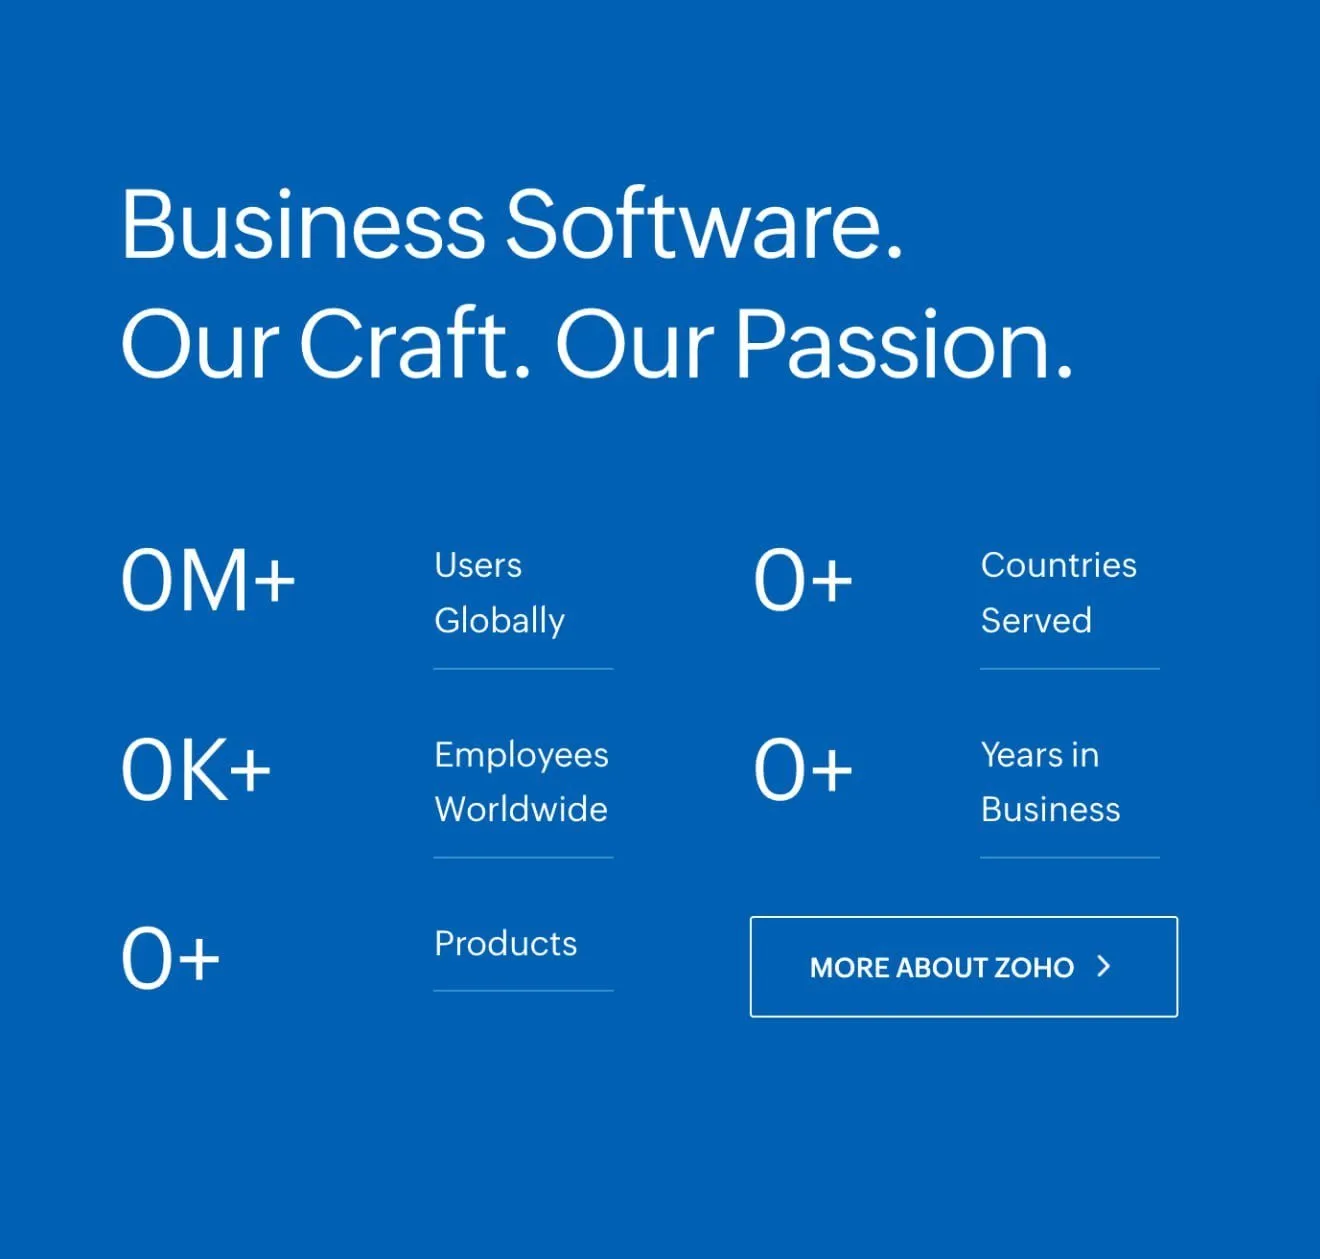 Business Software.
Our Craft. Our Passion.
0M+
Users
Globally
0+
Countries
Served
0K+
Employees
Worldwide
0+
Years in
Business
0+
Products
MORE ABOUT ZOHO